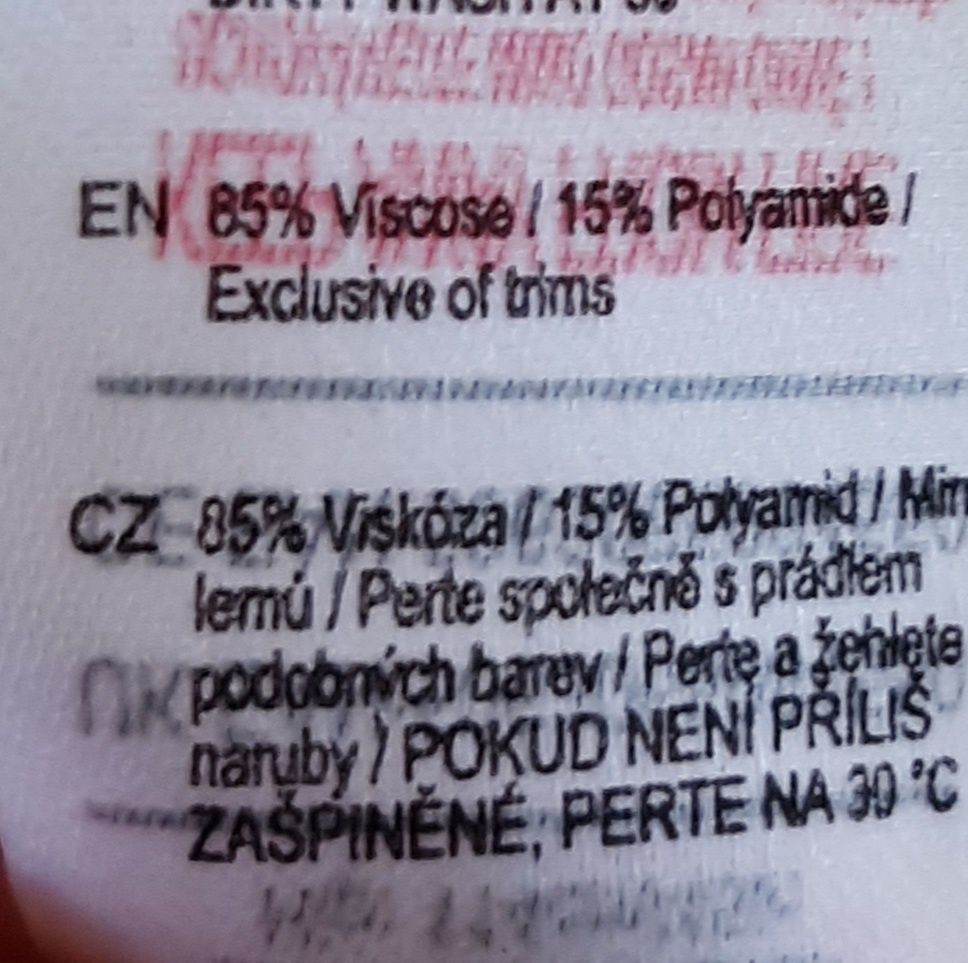 EN 85% Viscose / 15% Polyamide /
Exclusive of trims
CZ 85% Viskóza / 15% Polyamid /
lemú / Perte společně s prádlem
podobných barev / Perte a žehlete
naruby / POKUD NENÍ PŘÍLIŠ
ZAŠPINĚNÉ, PERTE NA 30 °C